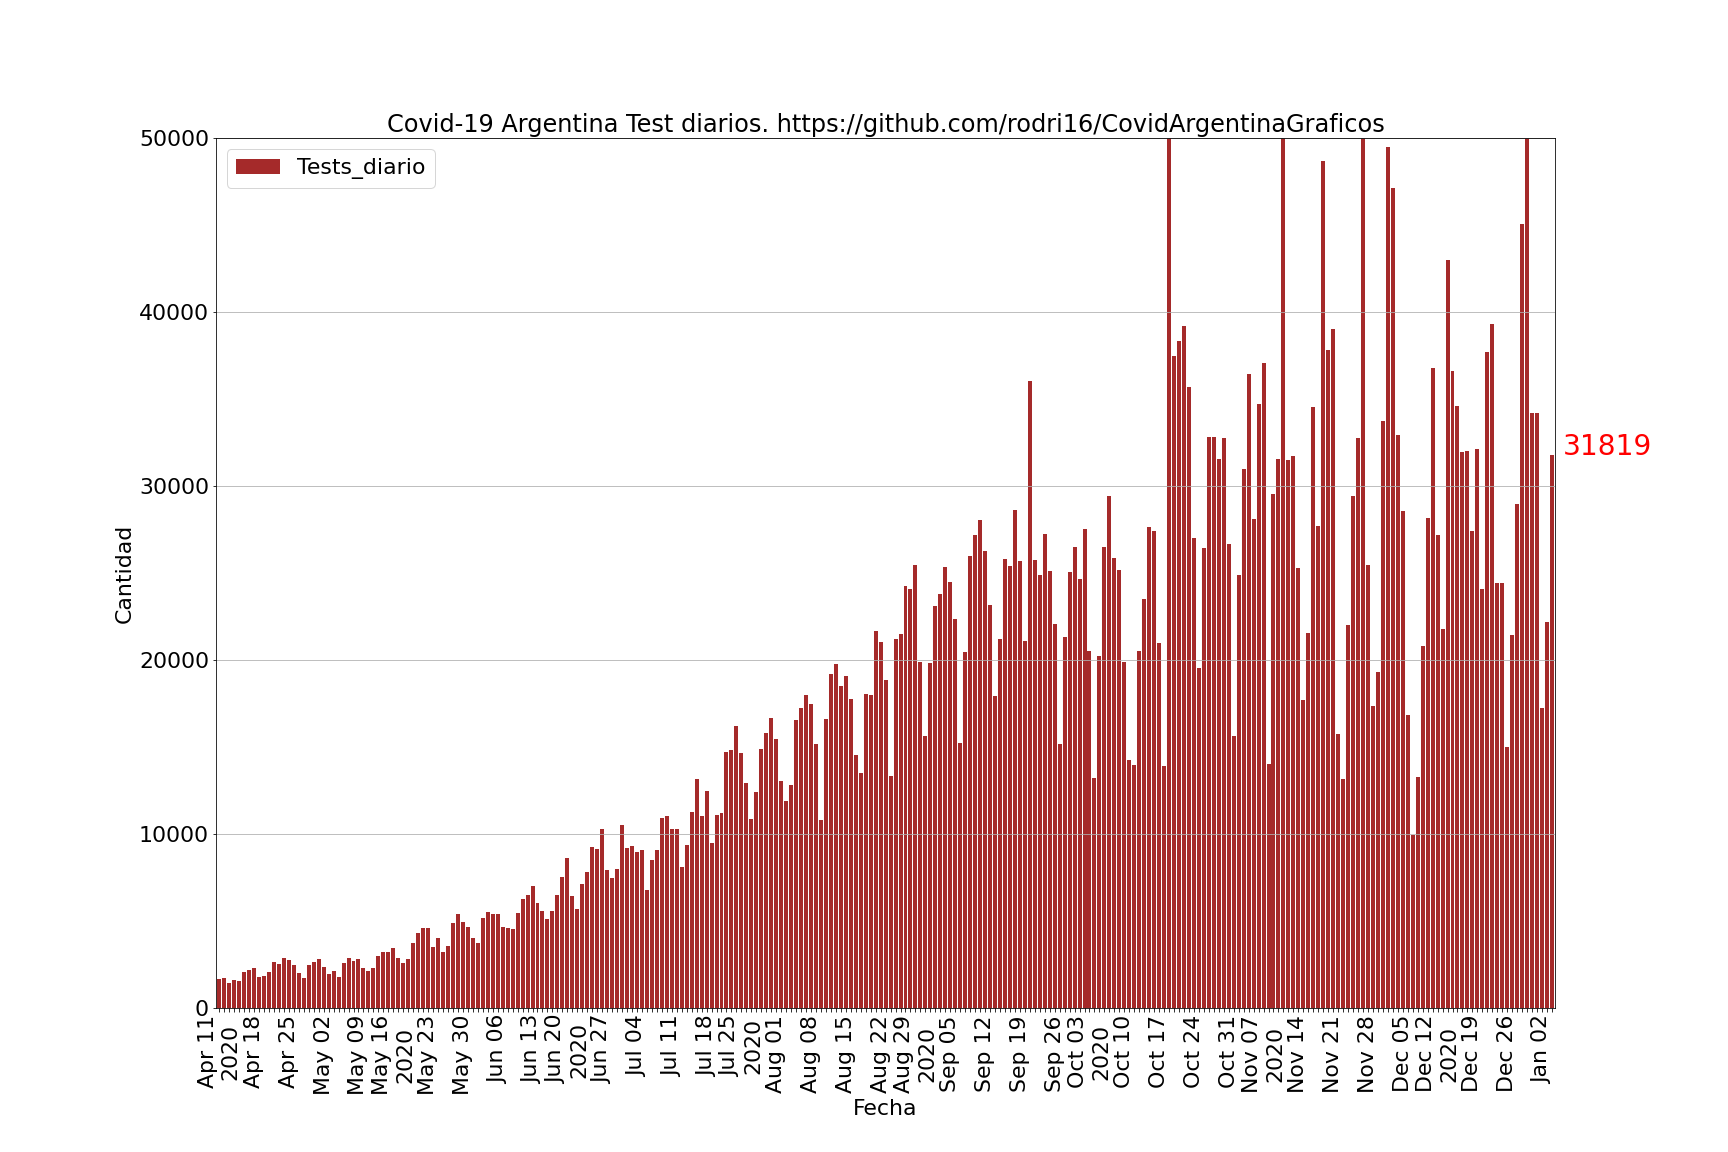 Covid-19 Argentina Test diarios. https://github.com/rodri16/CovidArgentinaGraficos
Tests_diario
50000
40000
30000
20000
10000
0
Cantidad
31819
Apr 11
2020
Apr 18
Apr 25
May 02
May 09
May 16
2020
May 23
May 30
Jun 06
Jun 13
Jun 20
2020
Jun 27
Jul 04
Jul 11
Jul 18
Jul 25
2020
Aug 01
Aug 08
Aug 15
Aug 22
Aug 29
2020
Sep 05
Sep 12
Sep 19
Sep 26
Oct 03
2020
Oct 10
Oct 17
Oct 24
Oct 31
Nov 07
2020
Nov 14
Nov 21
Nov 28
Dec 05
Dec 12
2020
Dec 19
Dec 26
Jan 02
Fecha